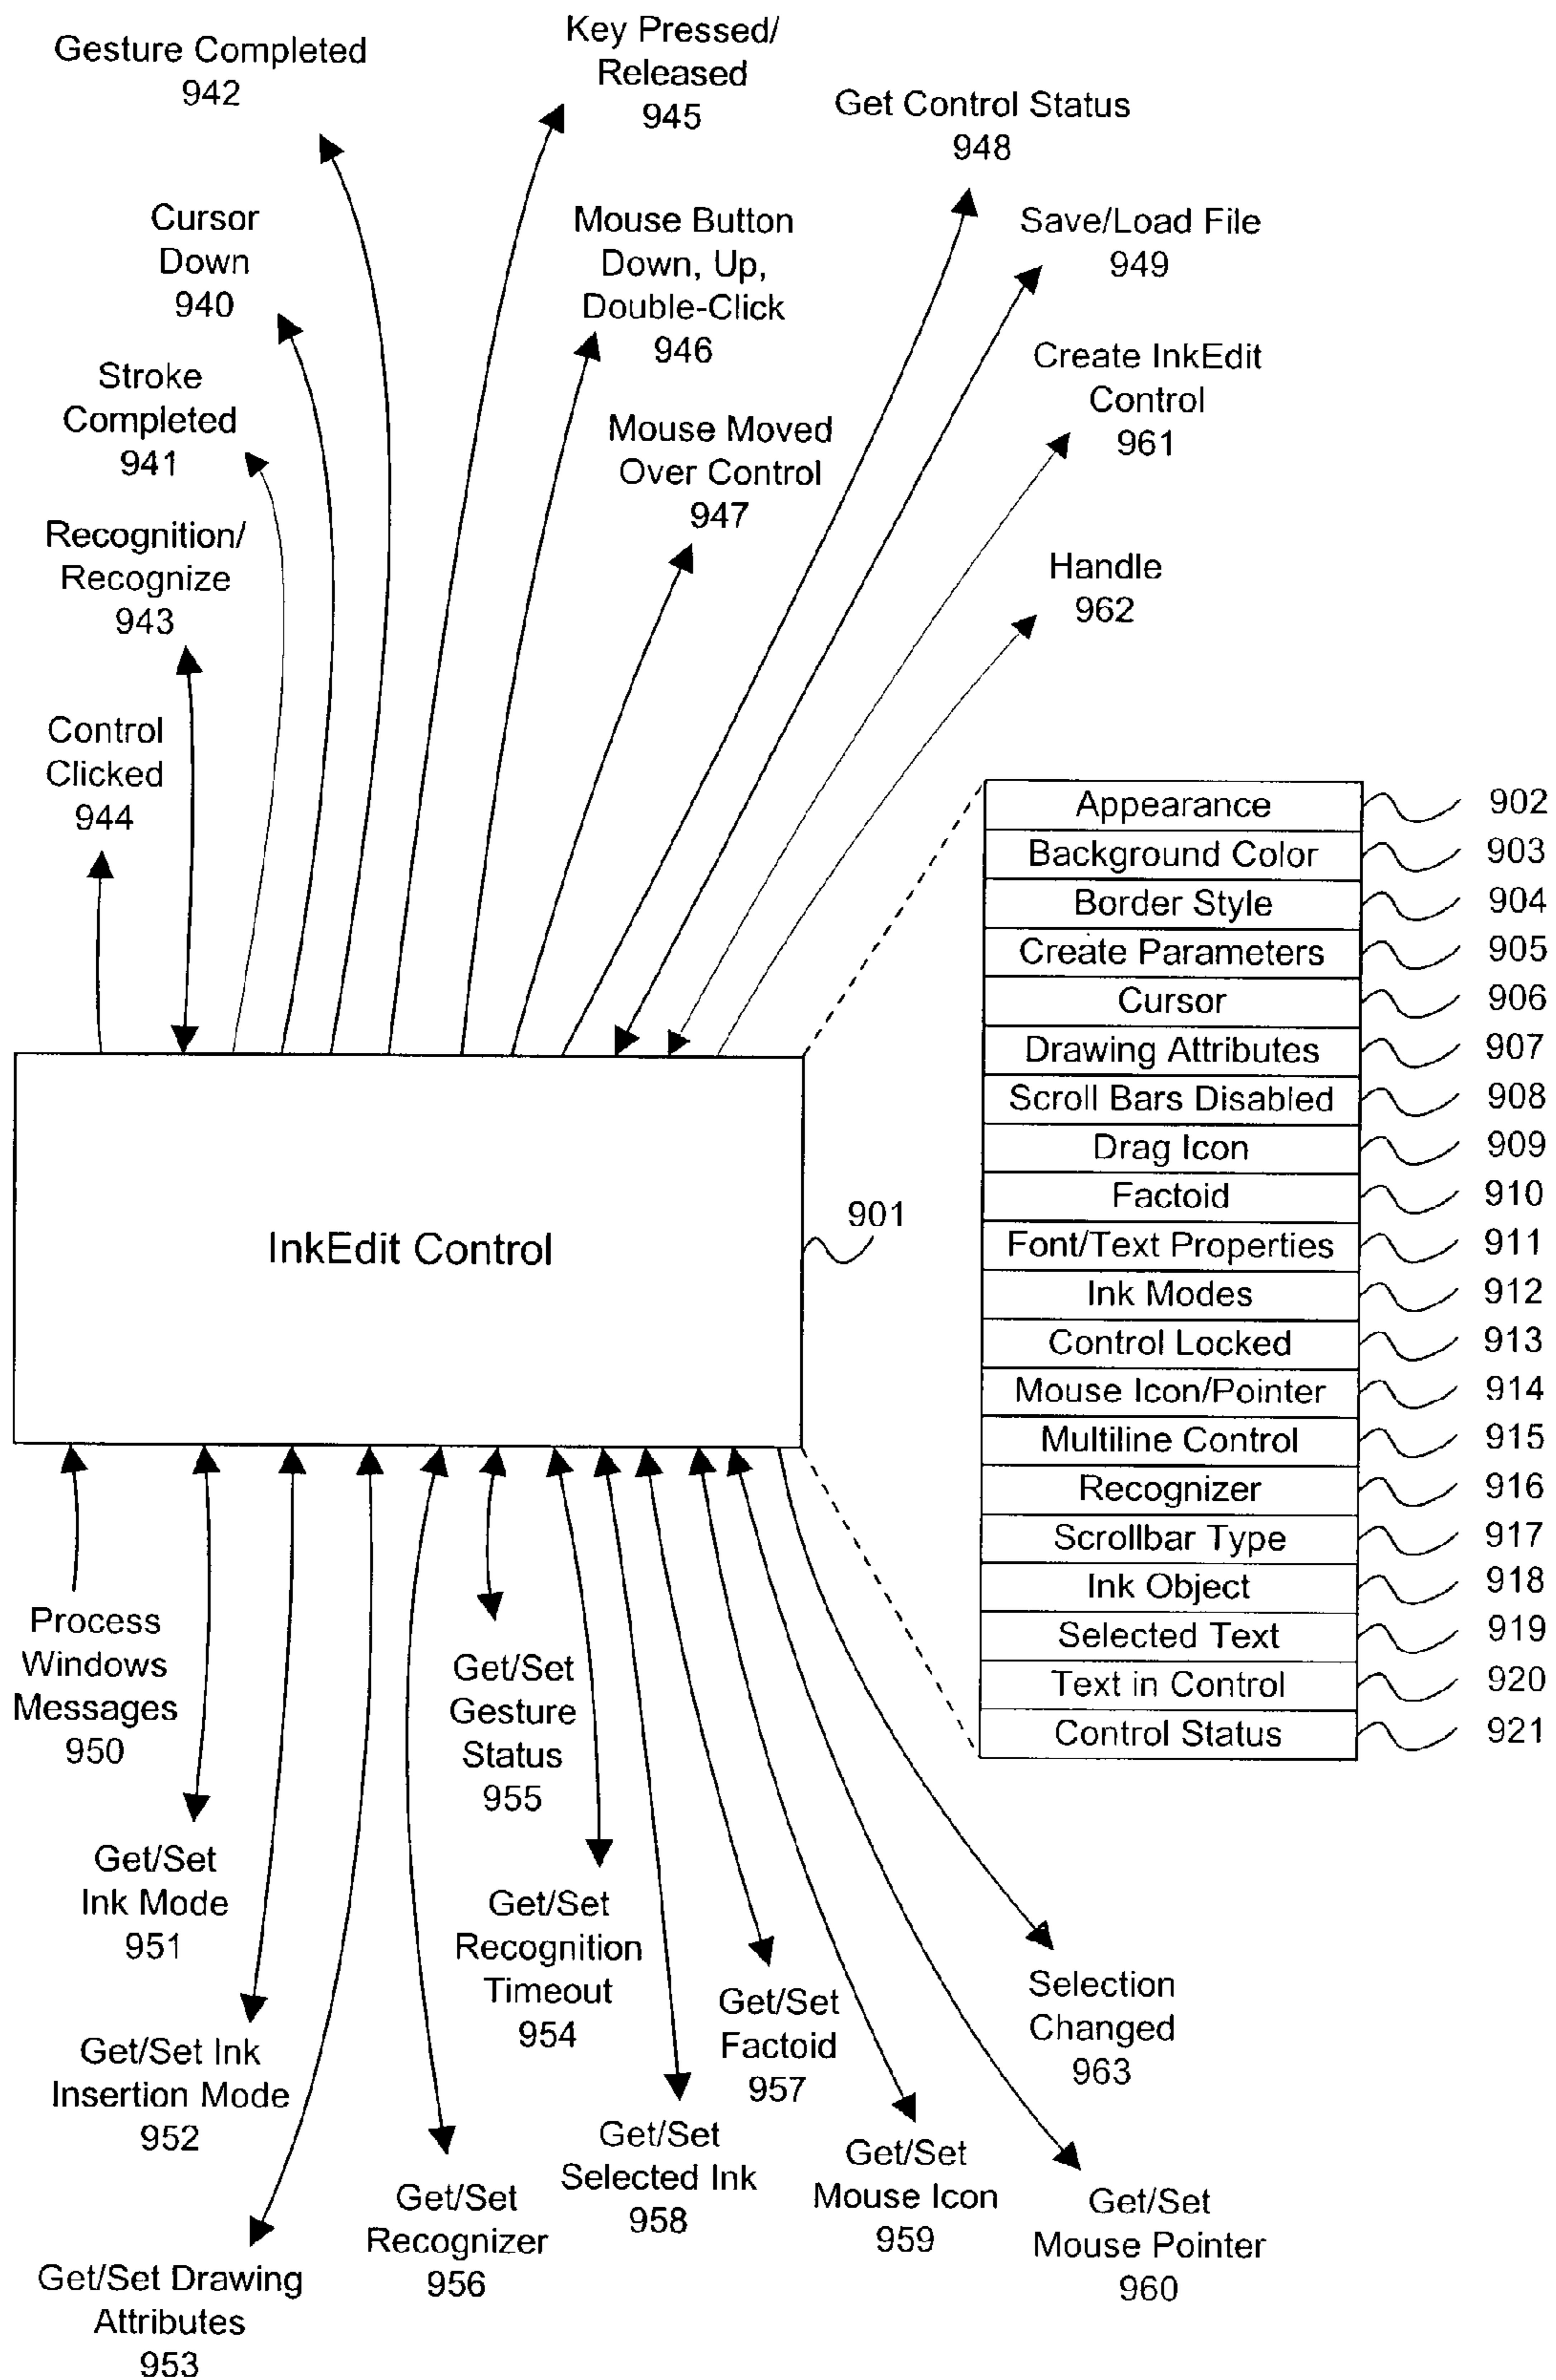 Gesture Completed
942
Key Pressed/
Released
945
Get Control Status
948
Cursor
Down
940
Mouse Button
Down, Up,
Double-Click
946
Save/Load File
949
Stroke
Completed
941
Mouse Moved
Over Control
947
Create InkEdit
Control
961
Recognition/
Recognize
943
Handle
962
Control
Clicked
944
Appearance 902
Background Color 903
Border Style 904
Create Parameters 905
Cursor 906
Drawing Attributes 907
Scroll Bars Disabled 908
Drag Icon 909
Factoid 910
Font/Text Properties 911
Ink Modes 912
Control Locked 913
Mouse Icon/Pointer 914
Multiline Control 915
Recognizer 916
Scrollbar Type 917
Ink Object 918
Selected Text 919
Text in Control 920
Control Status 921
InkEdit Control
901
Process
Windows
Messages
950
Get/Set
Ink Mode
951
Get/Set Ink
Insertion Mode
952
Get/Set Drawing
Attributes
953
Get/Set
Recognizer
956
Get/Set
Gesture
Status
955
Get/Set
Recognition
Timeout
954
Get/Set
Selected Ink
958
Get/Set
Factoid
957
Get/Set
Mouse Icon
959
Selection
Changed
963
Get/Set
Mouse Pointer
960